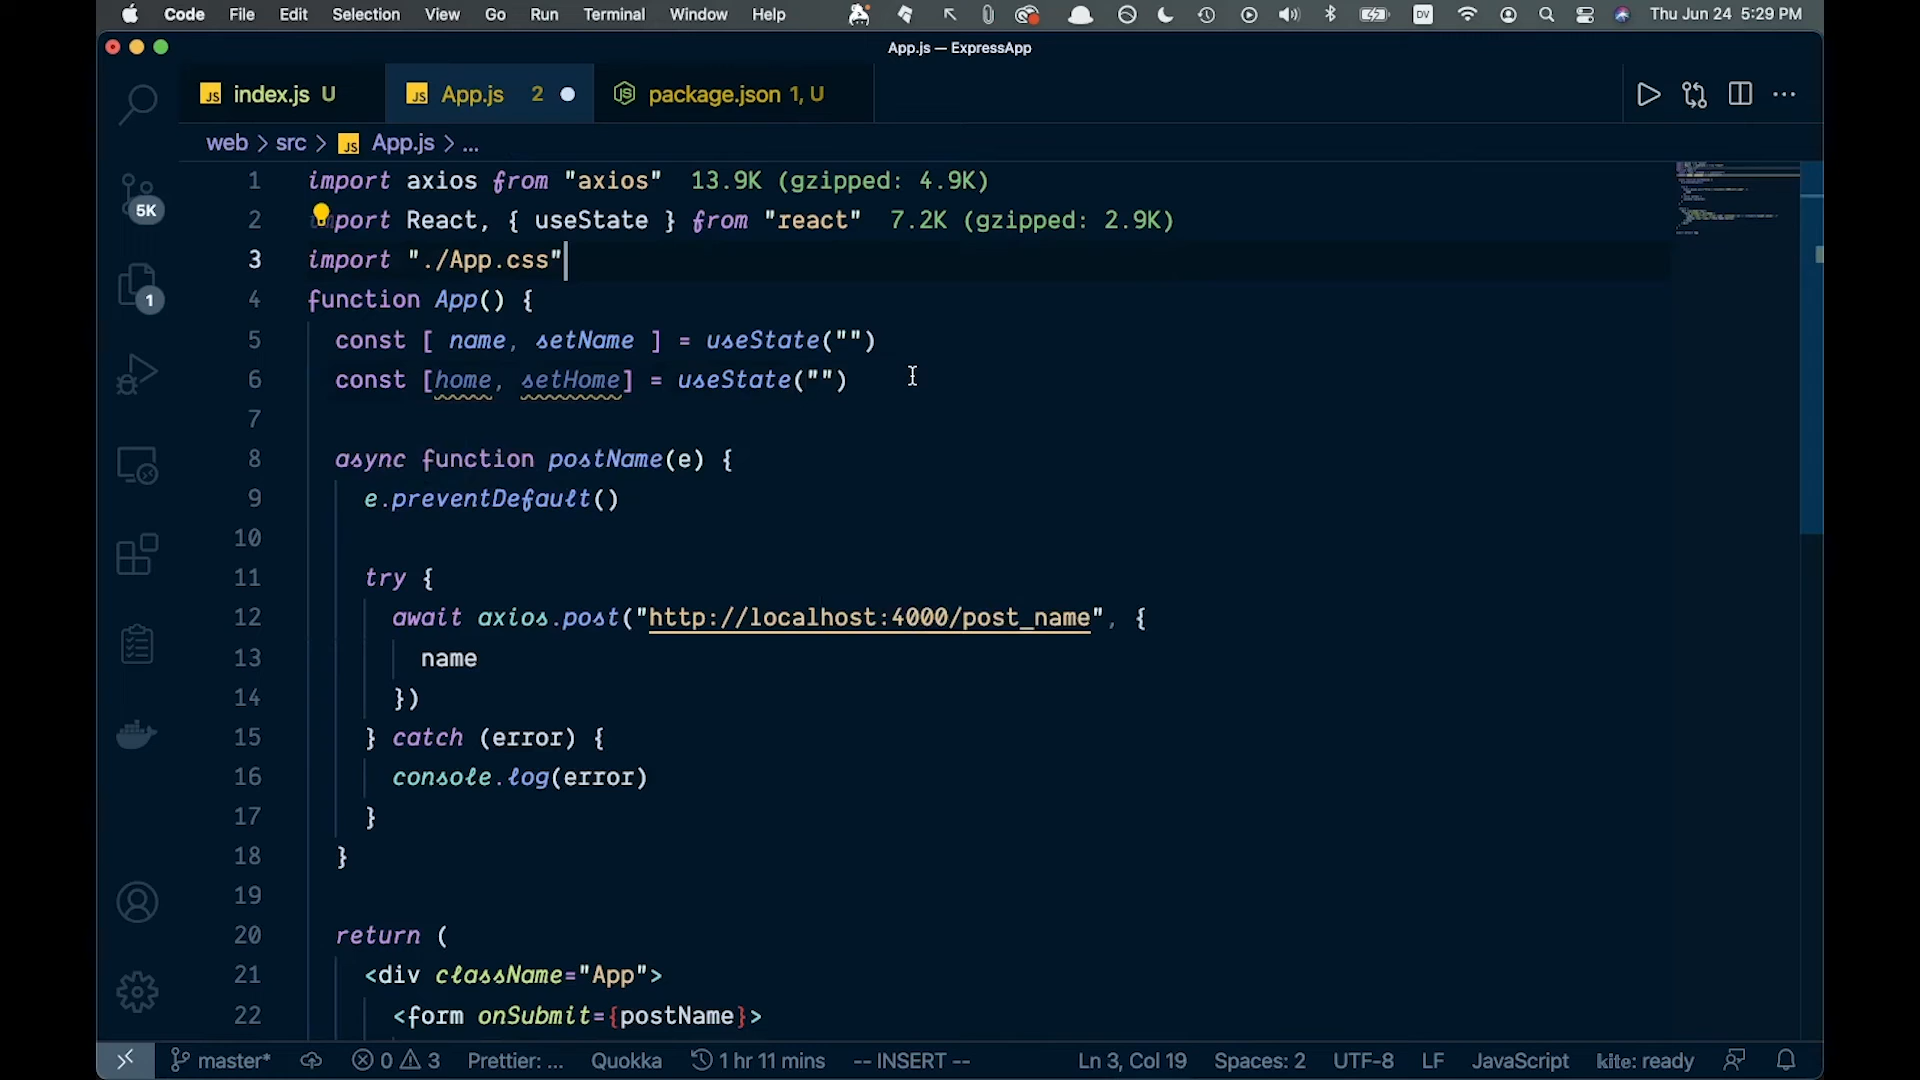 Code File Edit Selection View Go Run Terminal Window Help DV Thu Jun 24 5:29 PM
App.js — ExpressApp
JS index.js U JS App.js 2 package.json 1, U
web > src > JS App.js > ...
1 import axios from "axios" 13.9K (gzipped: 4.9K)
2 import React, { useState } from "react" 7.2K (gzipped: 2.9K)
3 import "./App.css"
4 function App() {
5 const [ name, setName ] = useState("")
6 const [home, setHome] = useState("")
7
8 async function postName(e) {
9 e.preventDefault()
10
11 try {
12 await axios.post("http://localhost:4000/post_name", {
13 name
14 })
15 } catch (error) {
16 console.log(error)
17 }
18 }
19
20 return (
21 <div className="App">
22 <form onSubmit={postName}>
5K
1
master* 0 3 Prettier: ... Quokka 1 hr 11 mins -- INSERT -- Ln 3, Col 19 Spaces: 2 UTF-8 LF JavaScript kite: ready